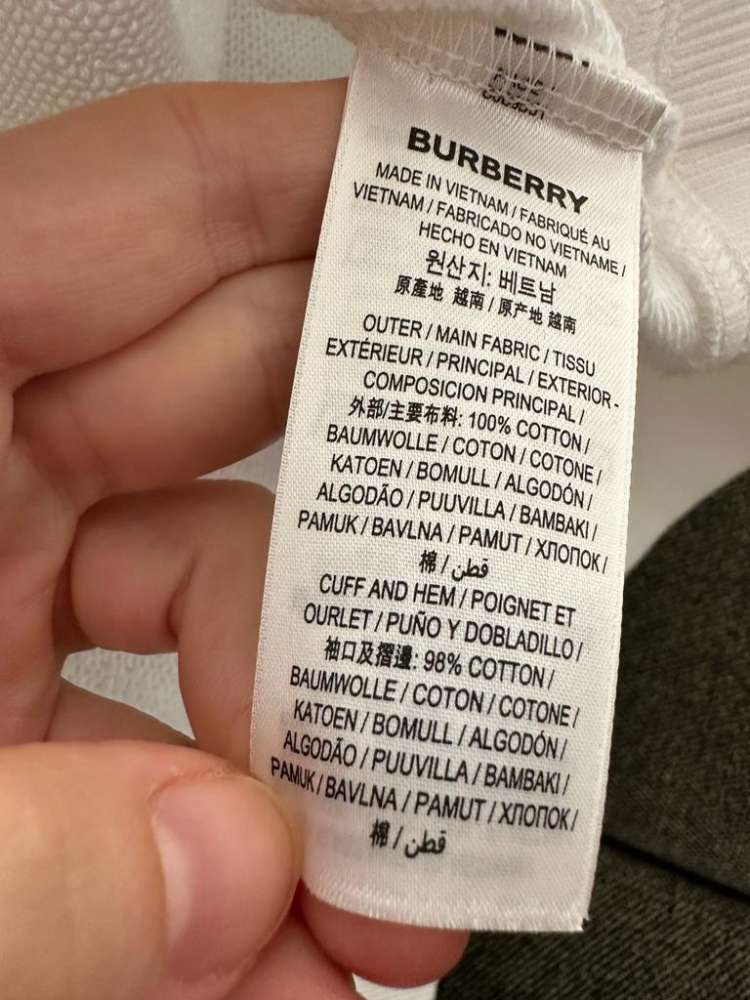 BURBERRY
MADE IN VIETNAM / FABRIQUÉ AU
VIETNAM / FABRICADO NO VIETNAME /
HECHO EN VIETNAM
원산지: 베트남
原產地 越南 / 原产地 越南
OUTER / MAIN FABRIC / TISSU
EXTÉRIEUR / PRINCIPAL / EXTERIOR -
COMPOSICION PRINCIPAL /
外部/主要布料: 100% COTTON /
BAUMWOLLE / COTON / COTONE /
KATOEN / BOMULL / ALGODÓN /
ALGODÃO / PUUVILLA / BAMBAKI /
PAMUK / BAVLNA / PAMUT / ХЛОПОК /
棉 / قطن
CUFF AND HEM / POIGNET ET
OURLET / PUÑO Y DOBLADILLO /
袖口及摺邊: 98% COTTON /
BAUMWOLLE / COTON / COTONE /
KATOEN / BOMULL / ALGODÓN /
ALGODÃO / PUUVILLA / BAMBAKI /
PAMUK / BAVLNA / PAMUT / ХЛОПОК /
棉 / قطن